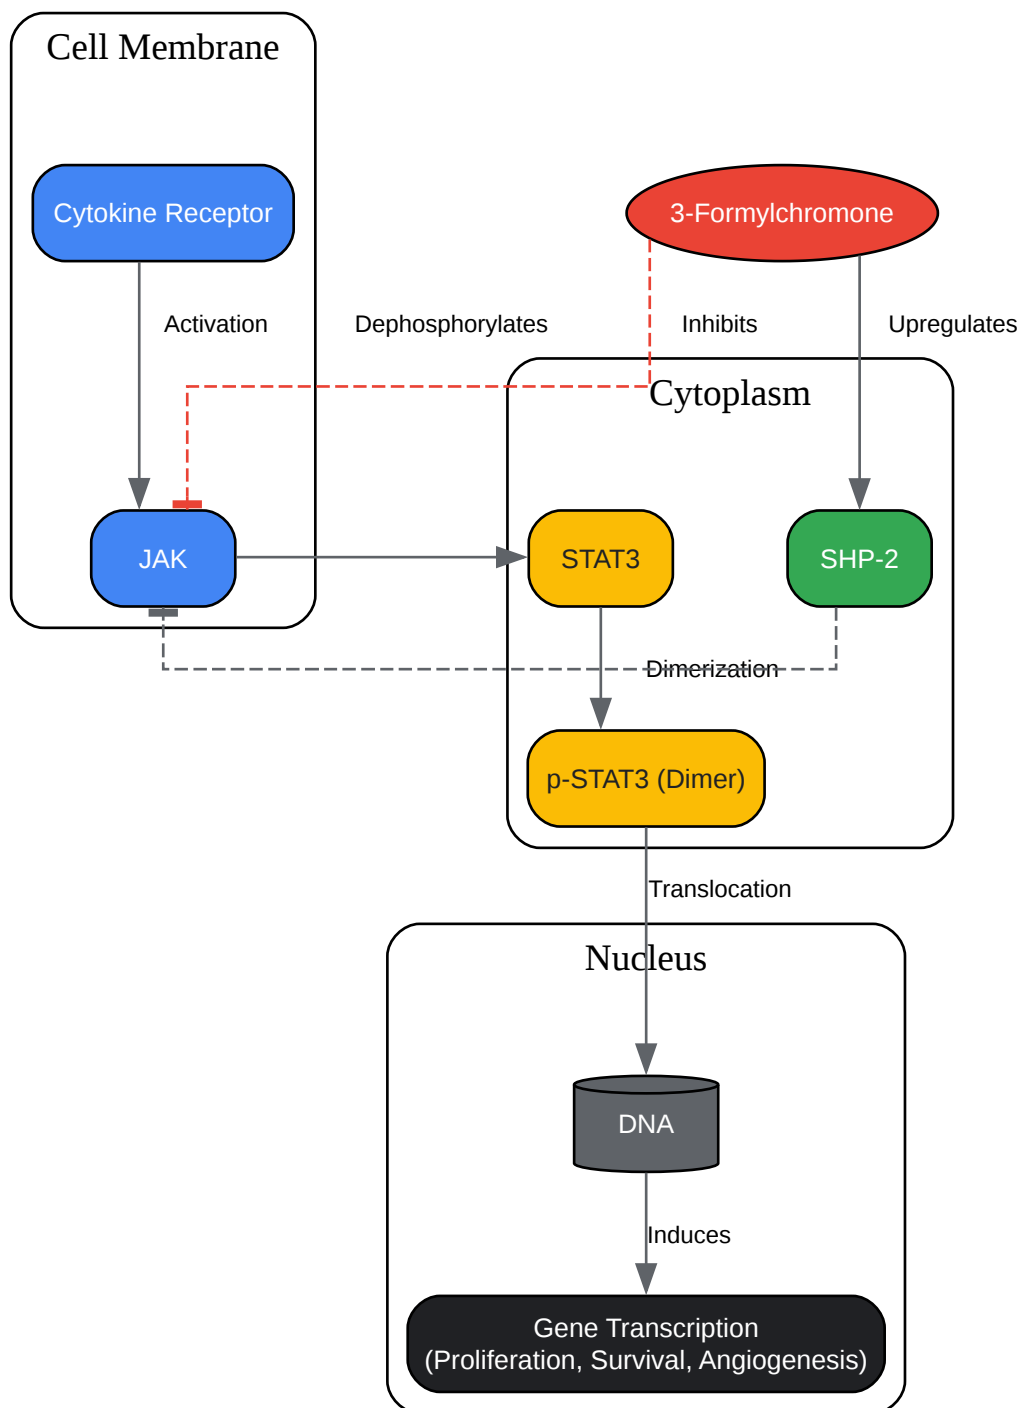 Cell Membrane
Cytokine Receptor
3-Formylchromone
Activation
Dephosphorylates
Inhibits
Upregulates
Cytoplasm
JAK
STAT3
SHP-2
Dimerization
p-STAT3 (Dimer)
Translocation
Nucleus
DNA
Induces
Gene Transcription
(Proliferation, Survival, Angiogenesis)